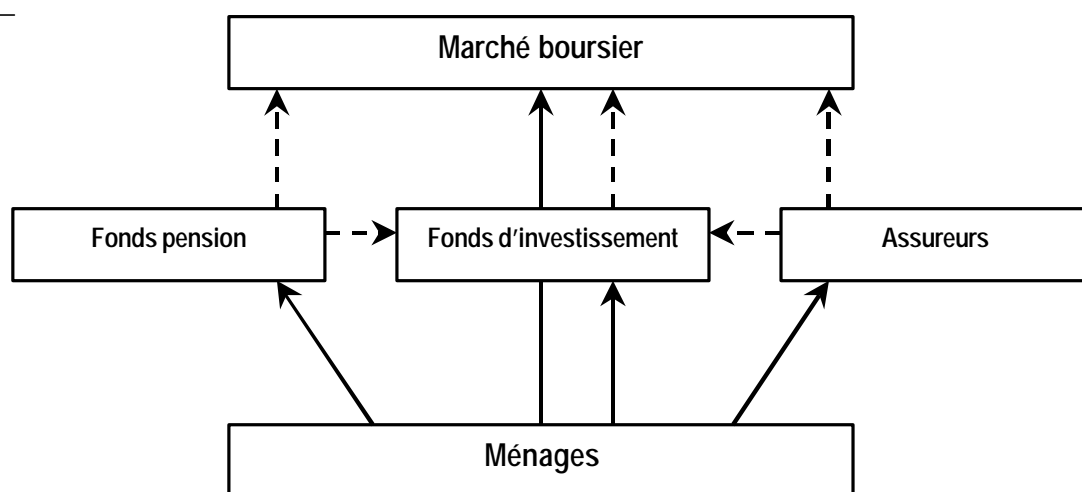 Marché boursier
Fonds pension
Fonds d'investissement
Assureurs
Ménages